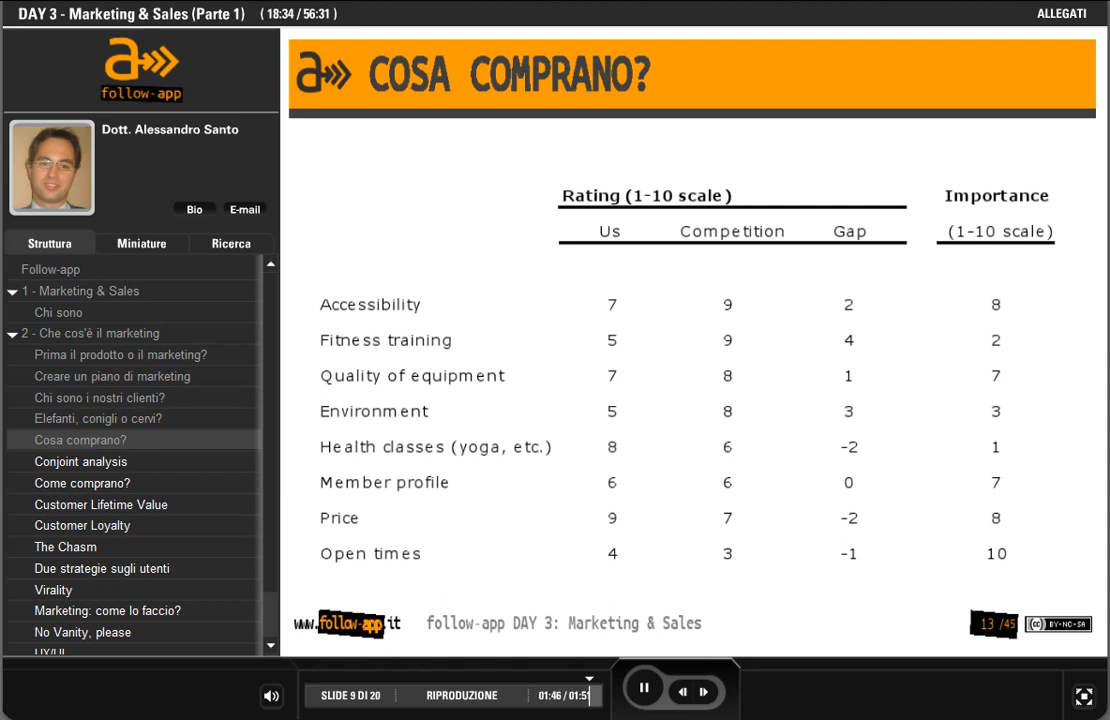 DAY 3 - Marketing & Sales (Parte 1) (18:34 / 56:31) ALLEGATI
a
follow-app
Dott. Alessandro Santo
Bio E-mail
Struttura Miniature Ricerca
Follow-app
1 - Marketing & Sales
Chi sono
2 - Che cos'è il marketing
Prima il prodotto o il marketing?
Creare un piano di marketing
Chi sono i nostri clienti?
Elefanti, conigli o cervi?
Cosa comprano?
Conjoint analysis
Come comprano?
Customer Lifetime Value
Customer Loyalty
The Chasm
Due strategie sugli utenti
Virality
Marketing: come lo faccio?
No Vanity, please
UX/UI
a COSA COMPRANO?
Rating (1-10 scale) Importance
Us Competition Gap (1-10 scale)
Accessibility 7 9 2 8
Fitness training 5 9 4 2
Quality of equipment 7 8 1 7
Environment 5 8 3 3
Health classes (yoga, etc.) 8 6 -2 1
Member profile 6 6 0 7
Price 9 7 -2 8
Open times 4 3 -1 10
www.follow-app.it follow-app DAY 3: Marketing & Sales 13 /45 cc BY-NC-SA
SLIDE 9 DI 20 RIPRODUZIONE 01:46 / 01:5